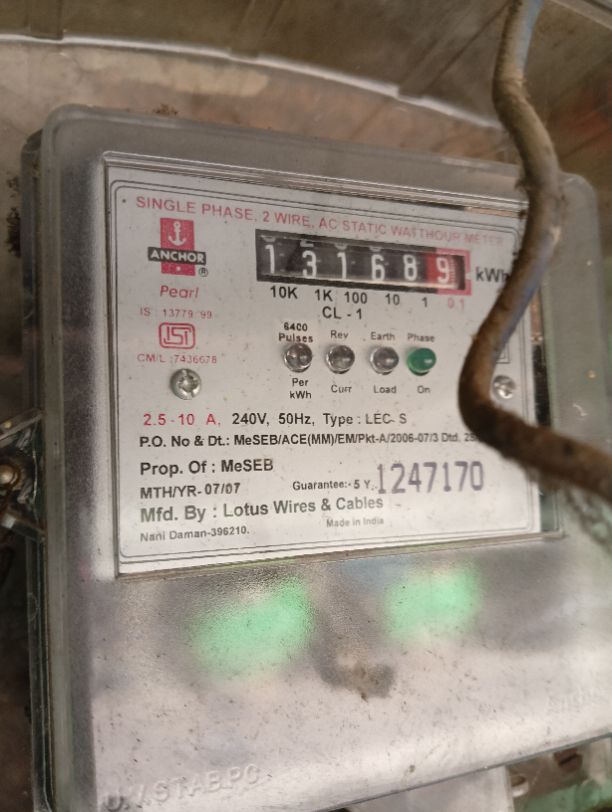 SINGLE PHASE, 2 WIRE, AC STATIC WATTHOUR METER
ANCHOR ®
Pearl
1 3 1 6 8 9 kWh
10K 1K 100 10 1 0.1
CL - 1
IS : 13779 '99
ISI
CM/L :7436678
6400 Pulses Per kWh
Rev Curr
Earth Load
Phase On
2.5 - 10 A, 240V, 50Hz, Type : LEC- S
P.O. No & Dt.: MeSEB/ACE(MM)/EM/Pkt-A/2006-07/3 Dtd.
Prop. Of : MeSEB
MTH/YR- 07/07 Guarantee:- 5 Y. 1247170
Mfd. By : Lotus Wires & Cables
Nani Daman-396210. Made in India